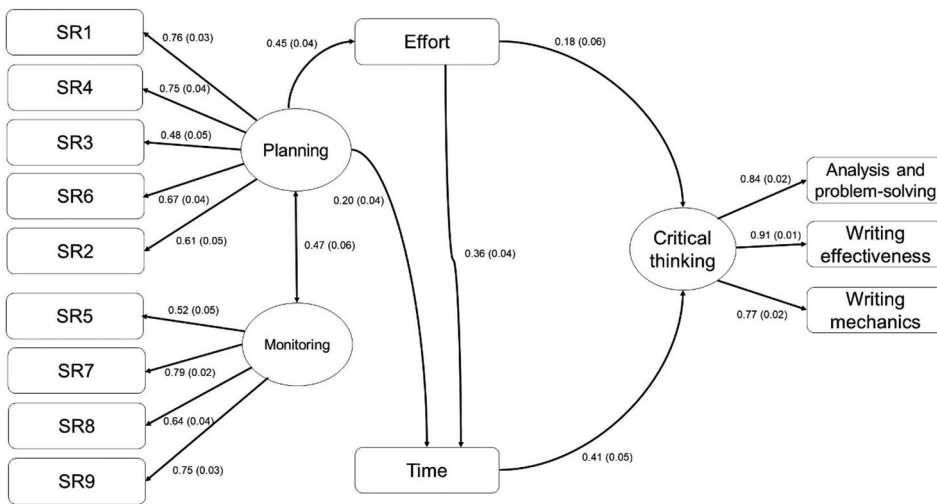 SR1
SR4
SR3
SR6
SR2
SR5
SR7
SR8
SR9
0.76 (0.03)
0.75 (0.04)
0.48 (0.05)
0.67 (0.04)
0.61 (0.05)
0.52 (0.05)
0.79 (0.02)
0.64 (0.04)
0.75 (0.03)
Planning
0.47 (0.06)
Monitoring
0.45 (0.04)
0.20 (0.04)
Effort
0.36 (0.04)
Time
0.18 (0.06)
0.41 (0.05)
Critical
thinking
0.84 (0.02)
0.91 (0.01)
0.77 (0.02)
Analysis and
problem-solving
Writing
effectiveness
Writing
mechanics